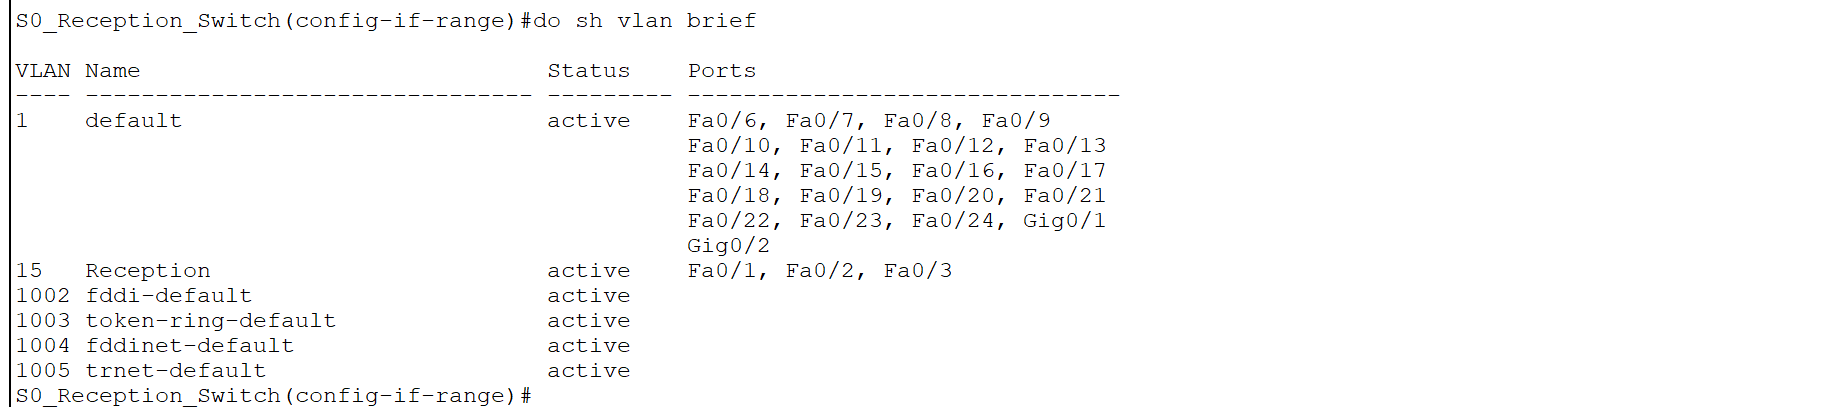 S0_Reception_Switch(config-if-range)#do sh vlan brief
VLAN Name                             Status    Ports
---- -------------------------------- --------- -------------------------------
1    default                          active    Fa0/6, Fa0/7, Fa0/8, Fa0/9
                                                Fa0/10, Fa0/11, Fa0/12, Fa0/13
                                                Fa0/14, Fa0/15, Fa0/16, Fa0/17
                                                Fa0/18, Fa0/19, Fa0/20, Fa0/21
                                                Fa0/22, Fa0/23, Fa0/24, Gig0/1
                                                Gig0/2
15   Reception                        active    Fa0/1, Fa0/2, Fa0/3
1002 fddi-default                     active
1003 token-ring-default               active
1004 fddinet-default                  active
1005 trnet-default                    active
S0_Reception_Switch(config-if-range)#